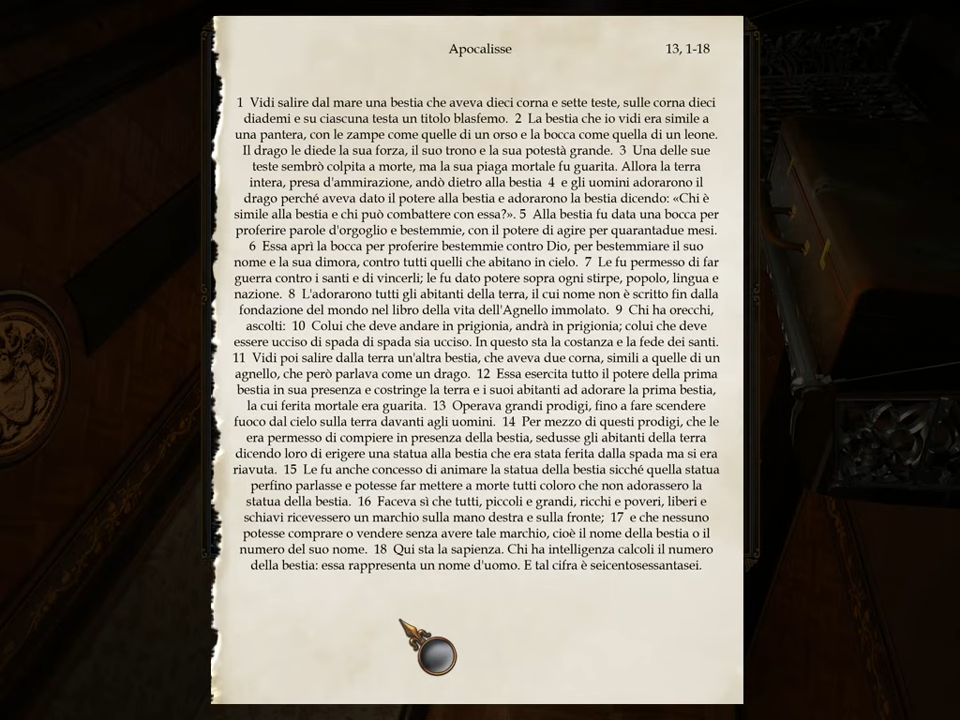 Apocalisse 13, 1-18
1 Vidi salire dal mare una bestia che aveva dieci corna e sette teste, sulle corna dieci
diademi e su ciascuna testa un titolo blasfemo. 2 La bestia che io vidi era simile a
una pantera, con le zampe come quelle di un orso e la bocca come quella di un leone.
Il drago le diede la sua forza, il suo trono e la sua potestà grande. 3 Una delle sue
teste sembrò colpita a morte, ma la sua piaga mortale fu guarita. Allora la terra
intera, presa d'ammirazione, andò dietro alla bestia 4 e gli uomini adorarono il
drago perché aveva dato il potere alla bestia e adorarono la bestia dicendo: «Chi è
simile alla bestia e chi può combattere con essa?». 5 Alla bestia fu data una bocca per
proferire parole d'orgoglio e bestemmie, con il potere di agire per quarantadue mesi.
6 Essa aprì la bocca per proferire bestemmie contro Dio, per bestemmiare il suo
nome e la sua dimora, contro tutti quelli che abitano in cielo. 7 Le fu permesso di far
guerra contro i santi e di vincerli; le fu dato potere sopra ogni stirpe, popolo, lingua e
nazione. 8 L'adorarono tutti gli abitanti della terra, il cui nome non è scritto fin dalla
fondazione del mondo nel libro della vita dell'Agnello immolato. 9 Chi ha orecchi,
ascolti: 10 Colui che deve andare in prigionia, andrà in prigionia; colui che deve
essere ucciso di spada di spada sia ucciso. In questo sta la costanza e la fede dei santi.
11 Vidi poi salire dalla terra un'altra bestia, che aveva due corna, simili a quelle di un
agnello, che però parlava come un drago. 12 Essa esercita tutto il potere della prima
bestia in sua presenza e costringe la terra e i suoi abitanti ad adorare la prima bestia,
la cui ferita mortale era guarita. 13 Operava grandi prodigi, fino a fare scendere
fuoco dal cielo sulla terra davanti agli uomini. 14 Per mezzo di questi prodigi, che le
era permesso di compiere in presenza della bestia, sedusse gli abitanti della terra
dicendo loro di erigere una statua alla bestia che era stata ferita dalla spada ma si era
riavuta. 15 Le fu anche concesso di animare la statua della bestia sicché quella statua
perfino parlasse e potesse far mettere a morte tutti coloro che non adorassero la
statua della bestia. 16 Faceva sì che tutti, piccoli e grandi, ricchi e poveri, liberi e
schiavi ricevessero un marchio sulla mano destra e sulla fronte; 17 e che nessuno
potesse comprare o vendere senza avere tale marchio, cioè il nome della bestia o il
numero del suo nome. 18 Qui sta la sapienza. Chi ha intelligenza calcoli il numero
della bestia: essa rappresenta un nome d'uomo. E tal cifra è seicentosessantasei.